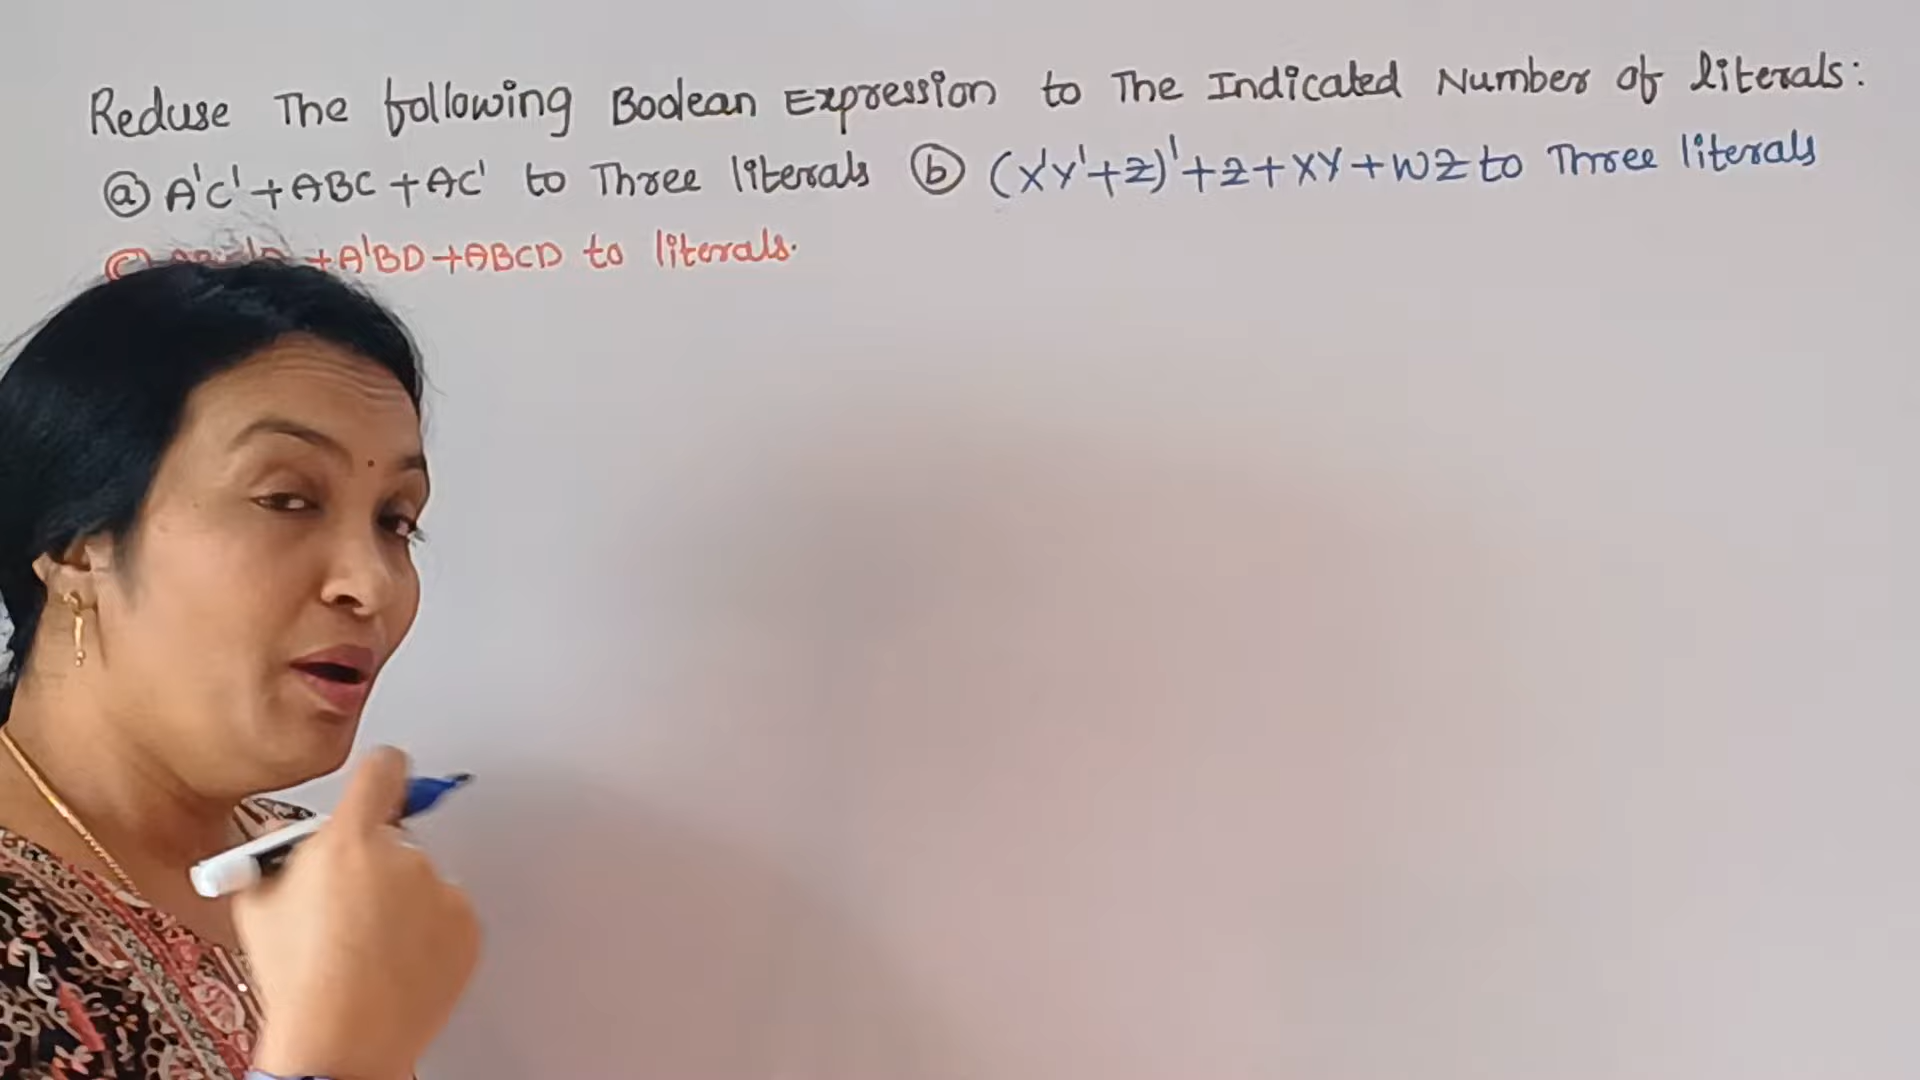 Reduse The following Boolean Expression to The Indicated Number of literals:
ⓐ A'C'+ABC+AC' to Three literals ⓑ (X'Y'+Z)'+Z+XY+WZ to Three literals
ⓒ +A'BD+ABCD to literals.